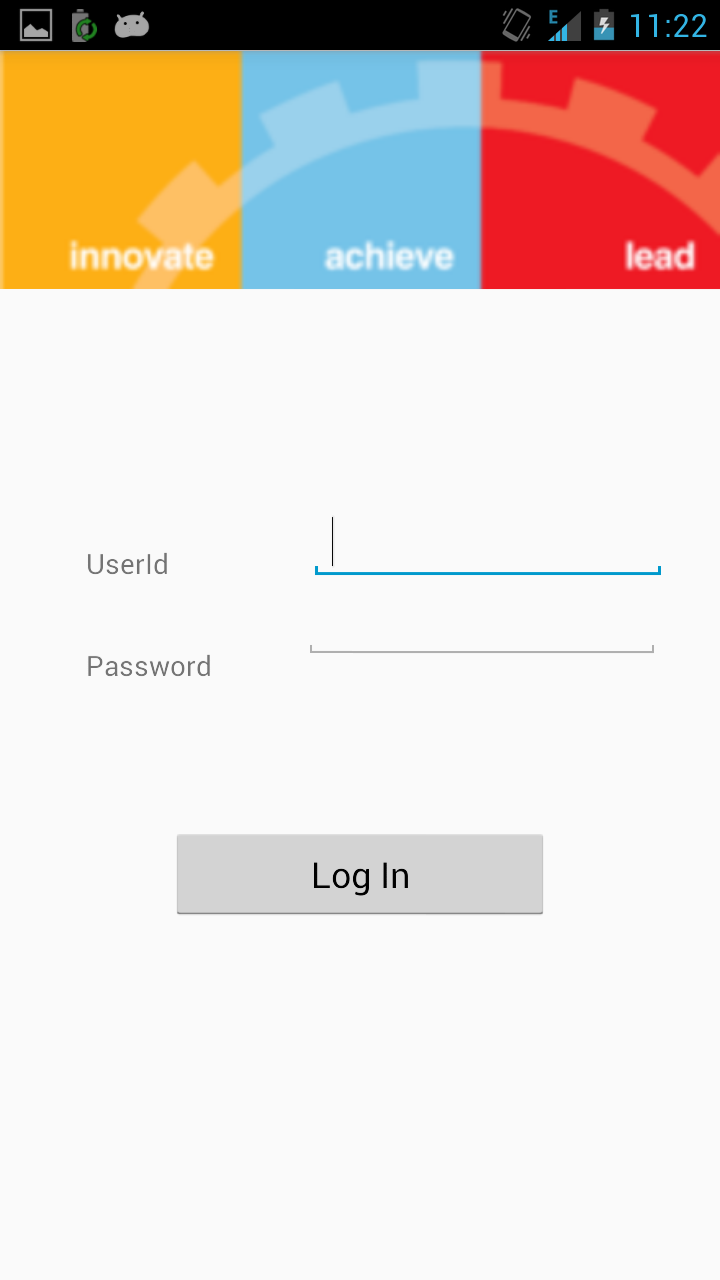 E 11:22
innovate achieve lead
UserId
Password
Log In